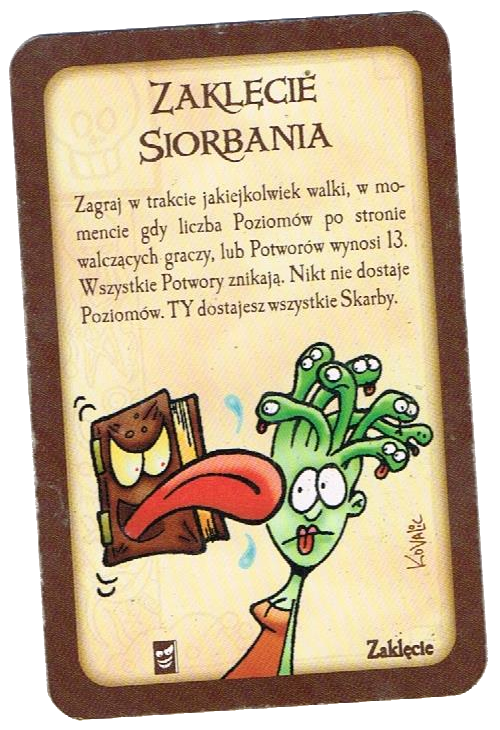 ZAKLĘCIE
SIORBANIA
Zagraj w trakcie jakiejkolwiek walki, w mo-
mencie gdy liczba Poziomów po stronie
walczących graczy, lub Potworów wynosi 13.
Wszystkie Potwory znikają. Nikt nie dostaje
Poziomów. TY dostajesz wszystkie Skarby.
KOVALIC
Zaklęcie